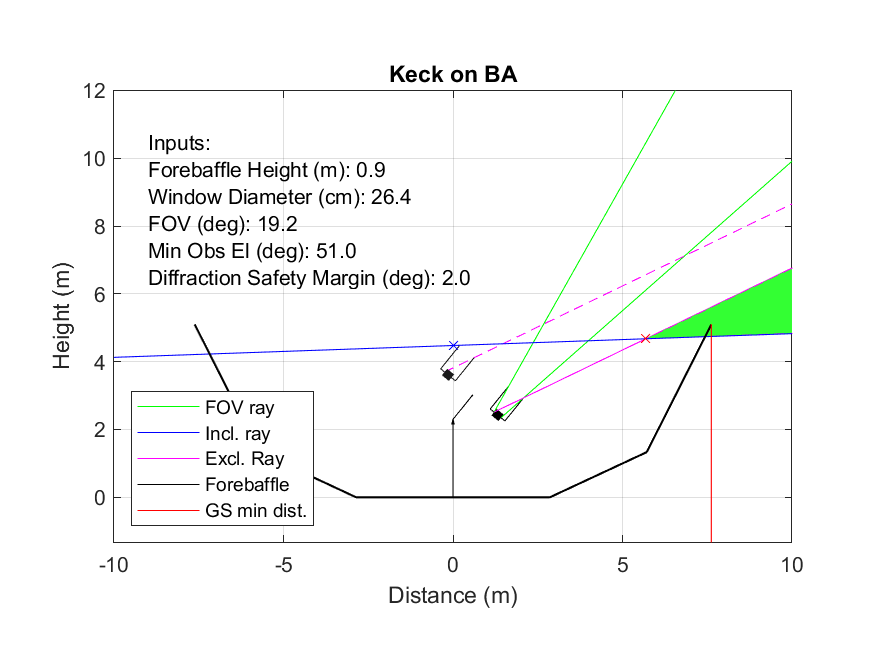 Keck on BA
12
10
8
6
4
2
0
Height (m)
Inputs:
Forebaffle Height (m): 0.9
Window Diameter (cm): 26.4
FOV (deg): 19.2
Min Obs El (deg): 51.0
Diffraction Safety Margin (deg): 2.0
FOV ray
Incl. ray
Excl. Ray
Forebaffle
GS min dist.
-10
-5
0
5
10
Distance (m)